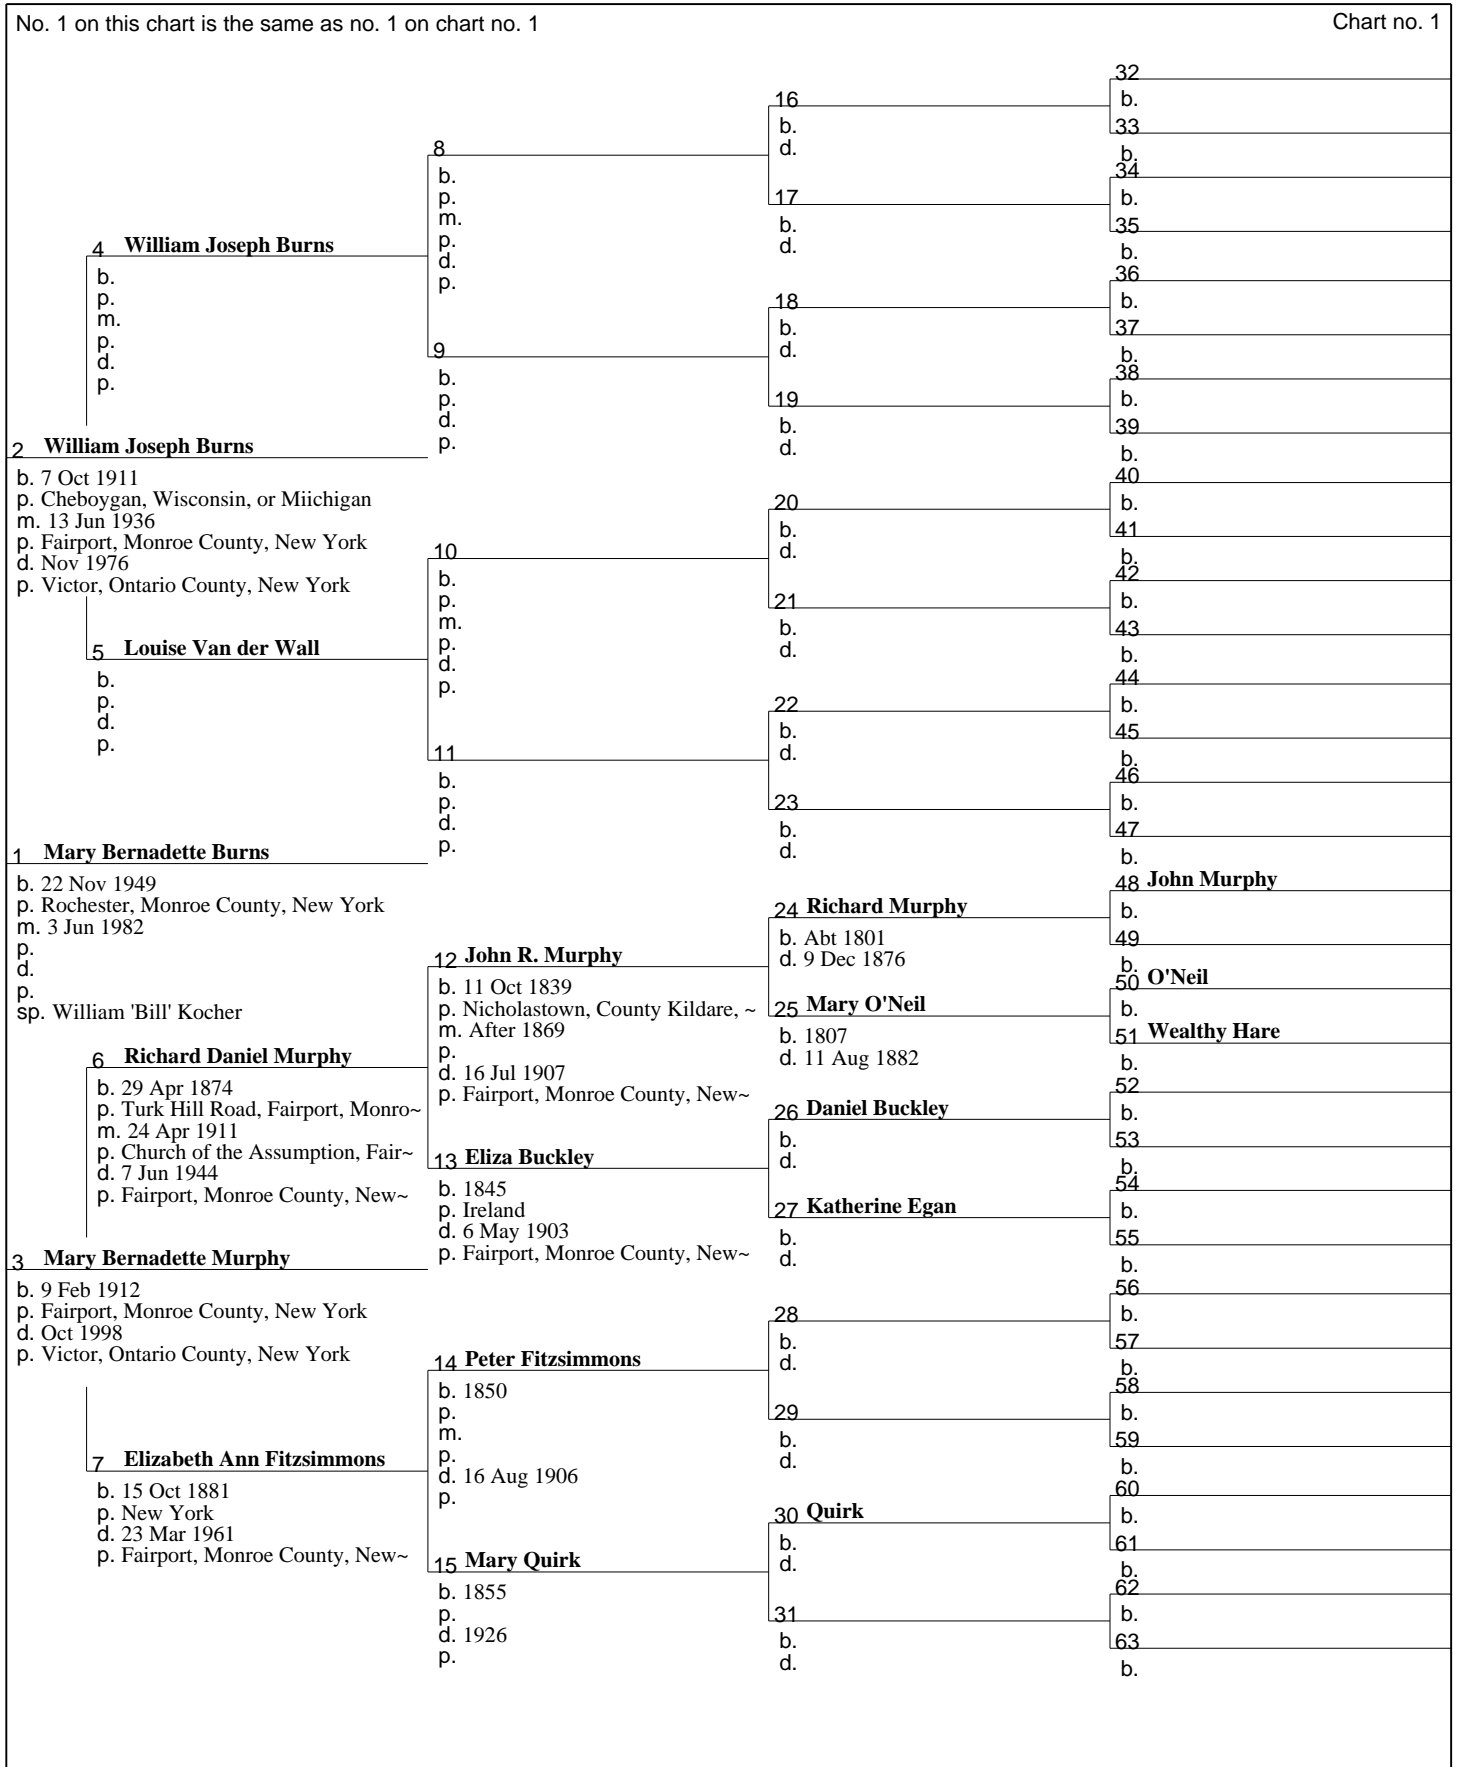 No. 1 on this chart is the same as no. 1 on chart no. 1
Chart no. 1
2 William Joseph Burns
b. 7 Oct 1911
p. Cheboygan, Wisconsin, or Miichigan
m. 13 Jun 1936
p. Fairport, Monroe County, New York
d. Nov 1976
p. Victor, Ontario County, New York
1 Mary Bernadette Burns
b. 22 Nov 1949
p. Rochester, Monroe County, New York
m. 3 Jun 1982
p.
d.
p.
sp. William 'Bill' Kocher
3 Mary Bernadette Murphy
b. 9 Feb 1912
p. Fairport, Monroe County, New York
d. Oct 1998
p. Victor, Ontario County, New York
4 William Joseph Burns
b.
p.
m.
p.
d.
p.
5 Louise Van der Wall
b.
p.
d.
p.
6 Richard Daniel Murphy
b. 29 Apr 1874
p. Turk Hill Road, Fairport, Monro~
m. 24 Apr 1911
p. Church of the Assumption, Fair~
d. 7 Jun 1944
p. Fairport, Monroe County, New~
7 Elizabeth Ann Fitzsimmons
b. 15 Oct 1881
p. New York
d. 23 Mar 1961
p. Fairport, Monroe County, New~
8
b.
p.
m.
p.
d.
p.
9
b.
p.
d.
p.
10
b.
p.
m.
p.
d.
p.
11
b.
p.
d.
p.
12 John R. Murphy
b. 11 Oct 1839
p. Nicholastown, County Kildare, ~
m. After 1869
p.
d. 16 Jul 1907
p. Fairport, Monroe County, New~
13 Eliza Buckley
b. 1845
p. Ireland
d. 6 May 1903
p. Fairport, Monroe County, New~
14 Peter Fitzsimmons
b. 1850
p.
m.
p.
d. 16 Aug 1906
p.
15 Mary Quirk
b. 1855
p.
d. 1926
p.
16
b.
d.
17
b.
d.
18
b.
d.
19
b.
d.
20
b.
d.
21
b.
d.
22
b.
d.
23
b.
d.
24 Richard Murphy
b. Abt 1801
d. 9 Dec 1876
25 Mary O'Neil
b. 1807
d. 11 Aug 1882
26 Daniel Buckley
b.
d.
27 Katherine Egan
b.
d.
28
b.
d.
29
b.
d.
30 Quirk
b.
d.
31
b.
d.
32
b.
33
b.
34
b.
35
b.
36
b.
37
b.
38
b.
39
b.
40
b.
41
b.
42
b.
43
b.
44
b.
45
b.
46
b.
47
b.
48 John Murphy
b.
49
b.
50 O'Neil
b.
51 Wealthy Hare
b.
52
b.
53
b.
54
b.
55
b.
56
b.
57
b.
58
b.
59
b.
60
b.
61
b.
62
b.
63
b.